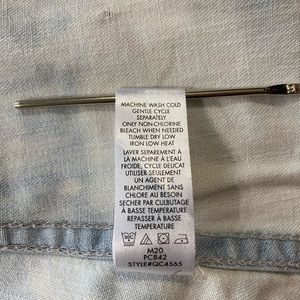 MACHINE WASH COLD
GENTLE CYCLE
SEPARATELY
ONLY NON-CHLORINE
BLEACH WHEN NEEDED
TUMBLE DRY LOW
IRON LOW HEAT
LAVER SEPAREMENT À
LA MACHINE À L'EAU
FROIDE, CYCLE DELICAT
UTILISER SEULEMENT
UN AGENT DE
BLANCHIMENT SANS
CHLORE AU BESOIN
SECHER PAR CULBUTAGE
À BASSE TEMPERATURE
REPASSER À BASSE
TEMPERATURE
M20
PCB42
STYLE#QC4565